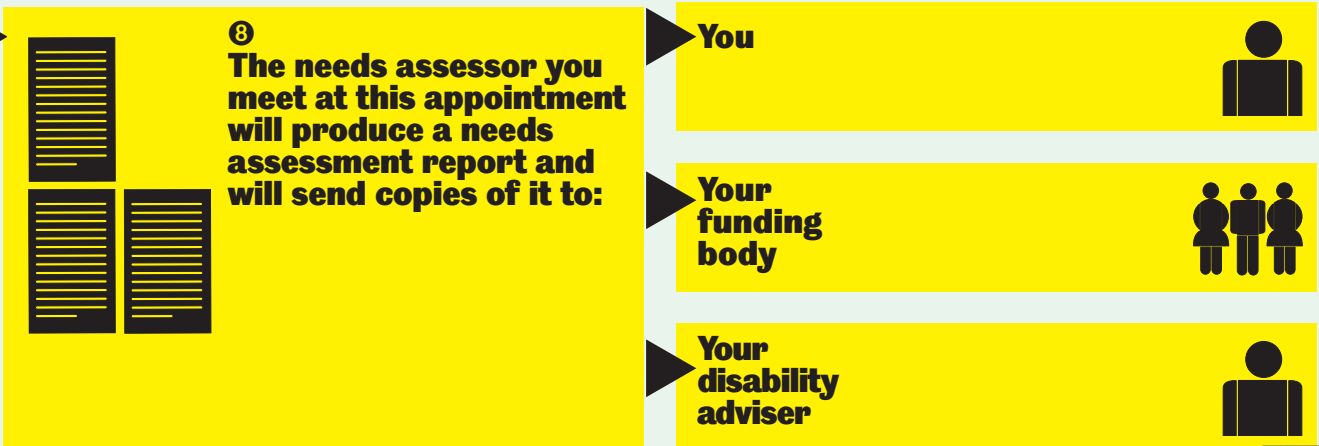 ❽
The needs assessor you
meet at this appointment
will produce a needs
assessment report and
will send copies of it to:
You
Your
funding
body
Your
disability
adviser